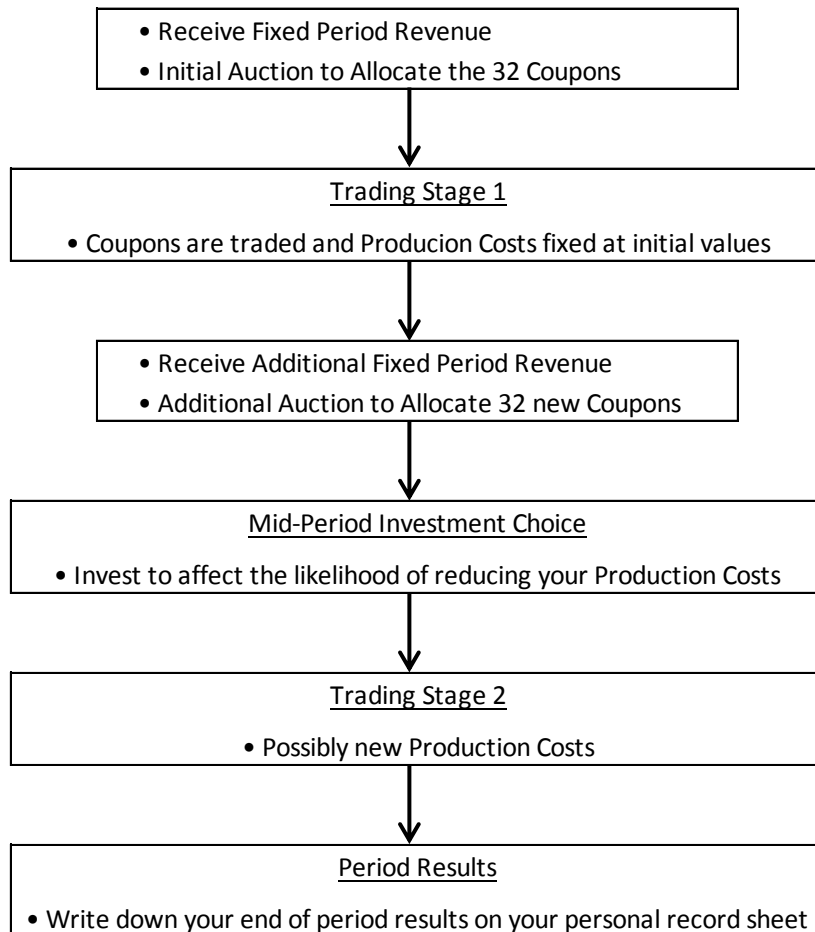 • Receive Fixed Period Revenue
• Initial Auction to Allocate the 32 Coupons
Trading Stage 1
• Coupons are traded and Producion Costs fixed at initial values
• Receive Additional Fixed Period Revenue
• Additional Auction to Allocate 32 new Coupons
Mid-Period Investment Choice
• Invest to affect the likelihood of reducing your Production Costs
Trading Stage 2
• Possibly new Production Costs
Period Results
• Write down your end of period results on your personal record sheet